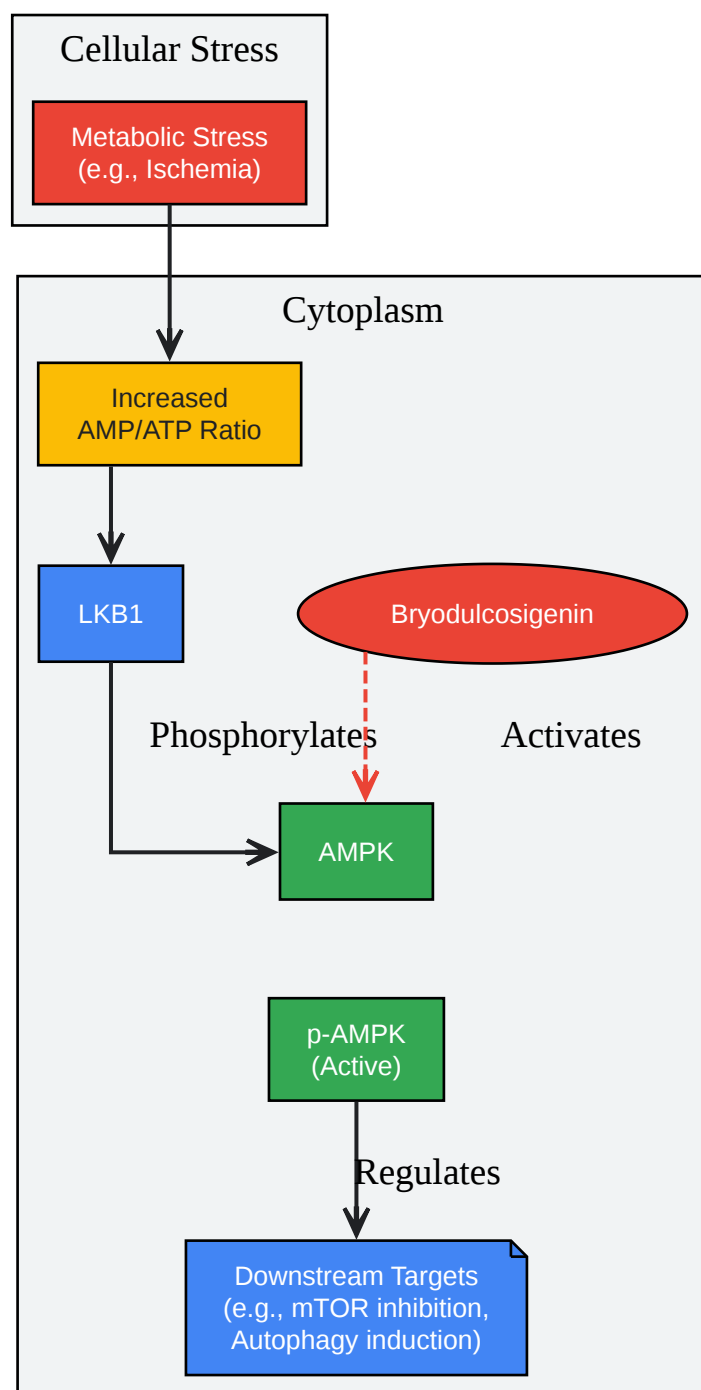 Cellular Stress
Metabolic Stress
(e.g., Ischemia)
Cytoplasm
Increased
AMP/ATP Ratio
LKB1
Bryodulcosigenin
Phosphorylates
Activates
AMPK
p-AMPK
(Active)
Regulates
Downstream Targets
(e.g., mTOR inhibition,
Autophagy induction)